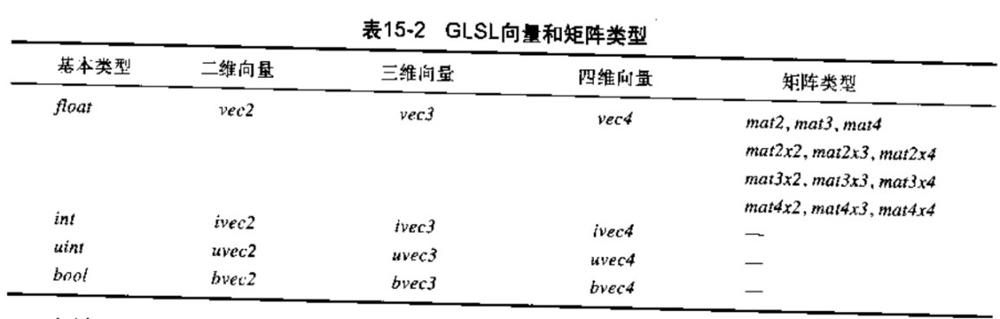 表15-2 GLSL向量和矩阵类型
基本类型 二维向量 三维向量 四维向量 矩阵类型
float vec2 vec3 vec4 mat2, mat3, mat4
mat2x2, mat2x3, mat2x4
mat3x2, mat3x3, mat3x4
mat4x2, mat4x3, mat4x4
int ivec2 ivec3 ivec4 —
uint uvec2 uvec3 uvec4 —
bool bvec2 bvec3 bvec4 —